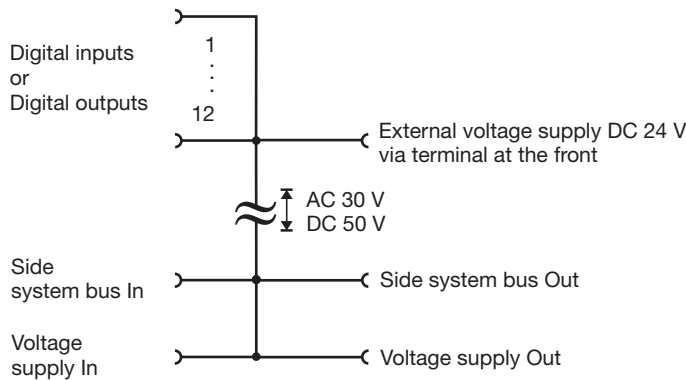 Digital inputs
or
Digital outputs
1
.
.
.
.
12
External voltage supply DC 24 V
via terminal at the front
AC 30 V
DC 50 V
Side
system bus In
Side system bus Out
Voltage
supply In
Voltage supply Out